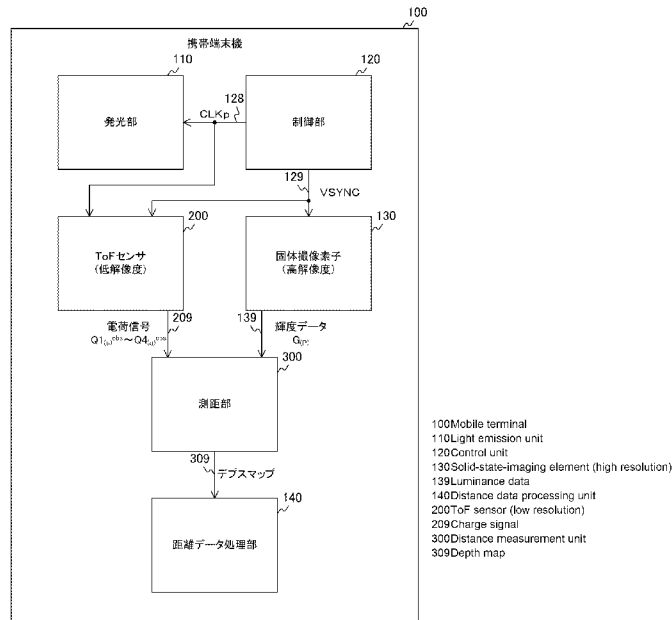 100
携帯端末機
110
発光部
128
CLKp
120
制御部
129
VSYNC
200
ToFセンサ
(低解像度)
130
固体撮像素子
(高解像度)
電荷信号
209
139
輝度データ
300
測距部
309
デプスマップ
140
距離データ処理部
100Mobile terminal
110Light emission unit
120Control unit
130Solid-state-imaging element (high resolution)
139Luminance data
140Distance data processing unit
200ToF sensor (low resolution)
209Charge signal
300Distance measurement unit
309Depth map